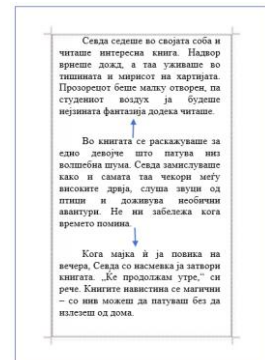 Севда седеше во својата соба и
читаше интересна книга. Надвор
врнеше дожд, а таа уживаше во
тишината и мирисот на хартијата.
Прозорецот беше малку отворен, па
студениот воздух ја будеше
нејзината фантазија додека читаше.
Во книгата се раскажуваше за
едно девојче што патува низ
волшебна шума. Севда замислуваше
како и самата таа чекори меѓу
високите дрвја, слуша звуци од
птици и доживува необични
авантури. Не ни забележа кога
времето помина.
Кога мајка ѝ ја повика на
вечера, Севда со насмевка ја затвори
книгата. „Ќе продолжам утре,“ си
рече. Книгите навистина се магични
– со нив можеш да патуваш без да
излезеш од дома.